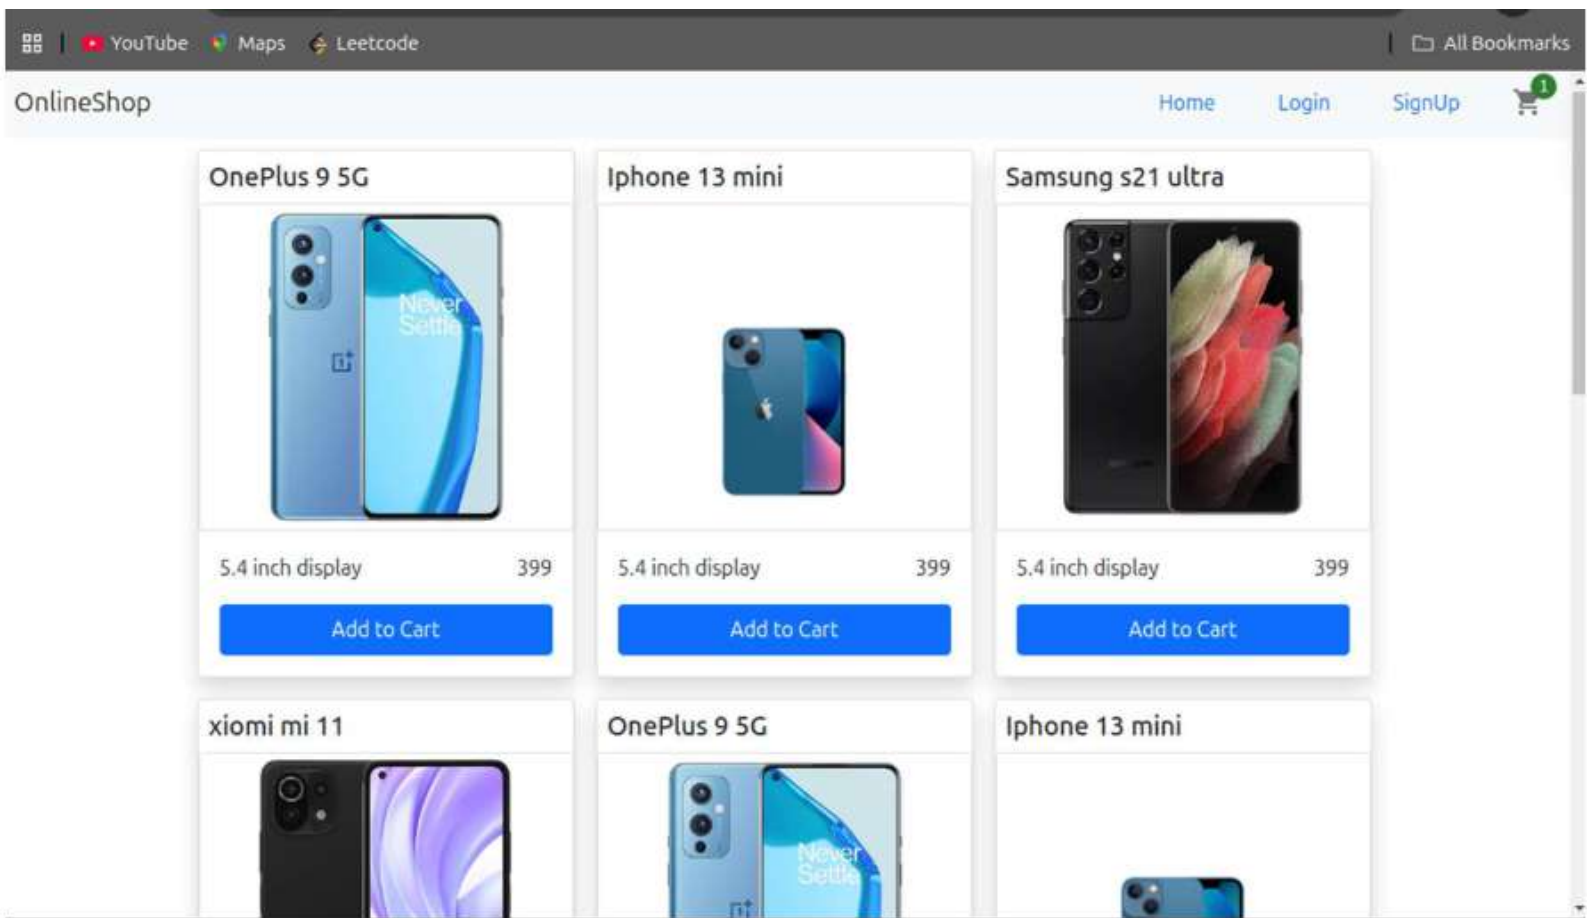 YouTube Maps Leetcode All Bookmarks
OnlineShop Home Login SignUp 1
OnePlus 9 5G Iphone 13 mini Samsung s21 ultra
Never
Settle
5.4 inch display 399 5.4 inch display 399 5.4 inch display 399
Add to Cart Add to Cart Add to Cart
xiomi mi 11 OnePlus 9 5G Iphone 13 mini
Never
Settle